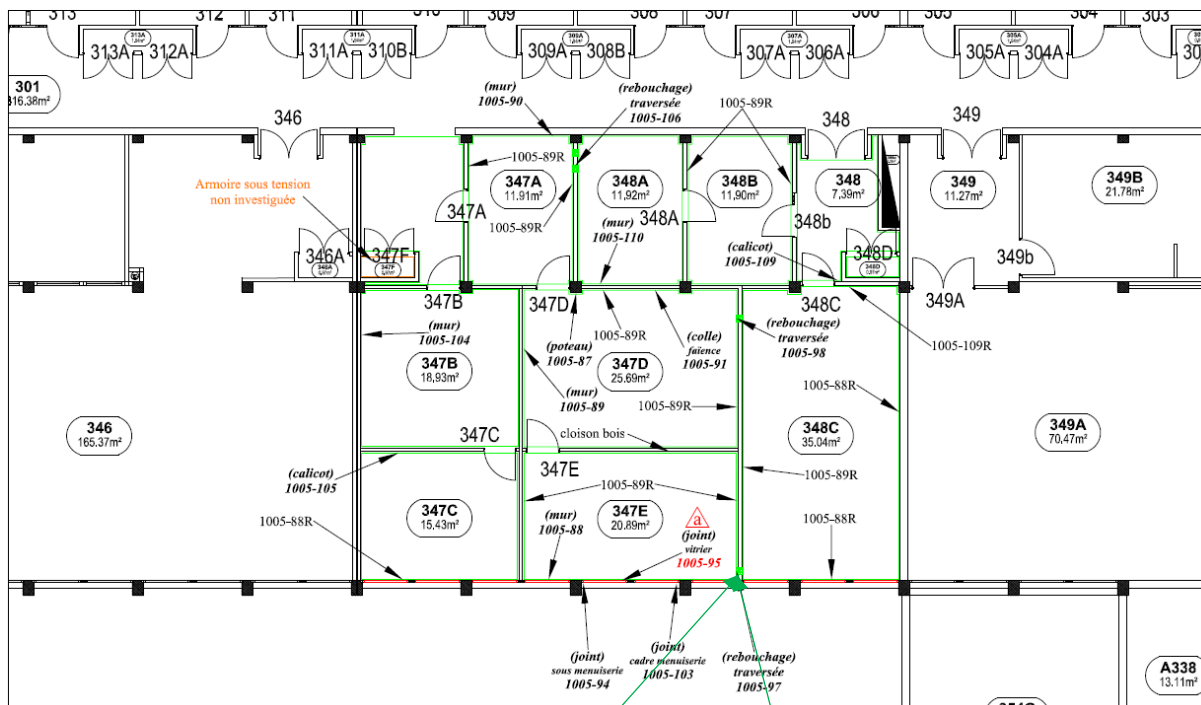 313
312
311
310
309
308
307
306
305
304
303
313A
312A
311A
310B
309A
308B
307A
306A
305A
304A
311A
309A
307A
305A
301
316.38m²
346
(mur)
1005-90
(rebouchage)
traversée
1005-106
1005-89R
348
349
Armoire sous tension
non investiguée
1005-89R
347A
11.91m²
348A
11,92m²
348B
11,90m²
348
7,39m²
349
11.27m²
349B
21.78m²
347A
1005-89R
348A
(mur)
1005-110
348b
346A
347F
347F
(calicot)
1005-109
348D
348D
349b
347B
347D
348C
349A
(mur)
1005-104
(poteau)
1005-87
1005-89R
(colle)
faïence
1005-91
(rebouchage)
traversée
1005-98
1005-109R
347B
18,93m²
347D
25.69m²
(mur)
1005-89
1005-89R
1005-88R
346
165.37m²
347C
cloison bois
348C
35.04m²
349A
70,47m²
(calicot)
1005-105
347E
1005-89R
1005-89R
347C
15,43m²
(mur)
1005-88
347E
20.89m²
a
(joint)
vitrier
1005-95
1005-88R
1005-88R
(joint)
sous menuiserie
1005-94
(joint)
cadre menuiserie
1005-103
(rebouchage)
traversée
1005-97
A338
13.11m²